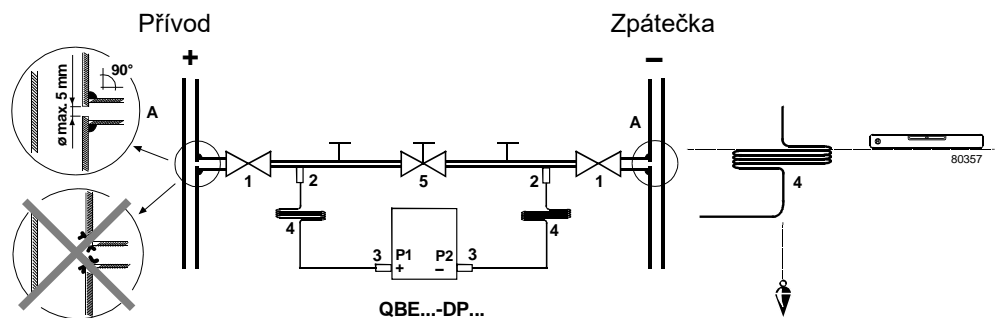 Přívod
Zpátečka
+
–
90°
ø max. 5 mm
A
A
1
2
5
2
1
80357
4
4
4
3 P1 P2 3
+ –
QBE...-DP...